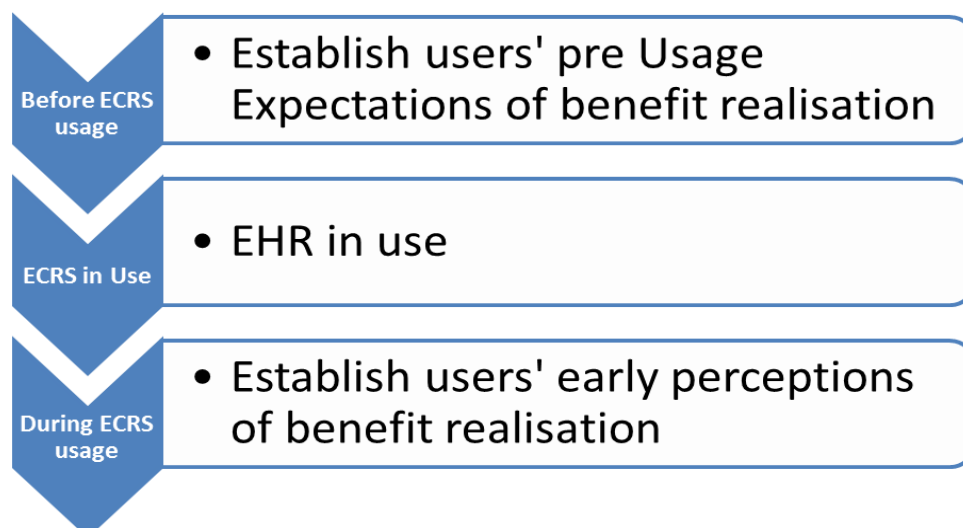 Before ECRS
usage
• Establish users' pre Usage
Expectations of benefit realisation
ECRS in Use
• EHR in use
During ECRS
usage
• Establish users' early perceptions
of benefit realisation